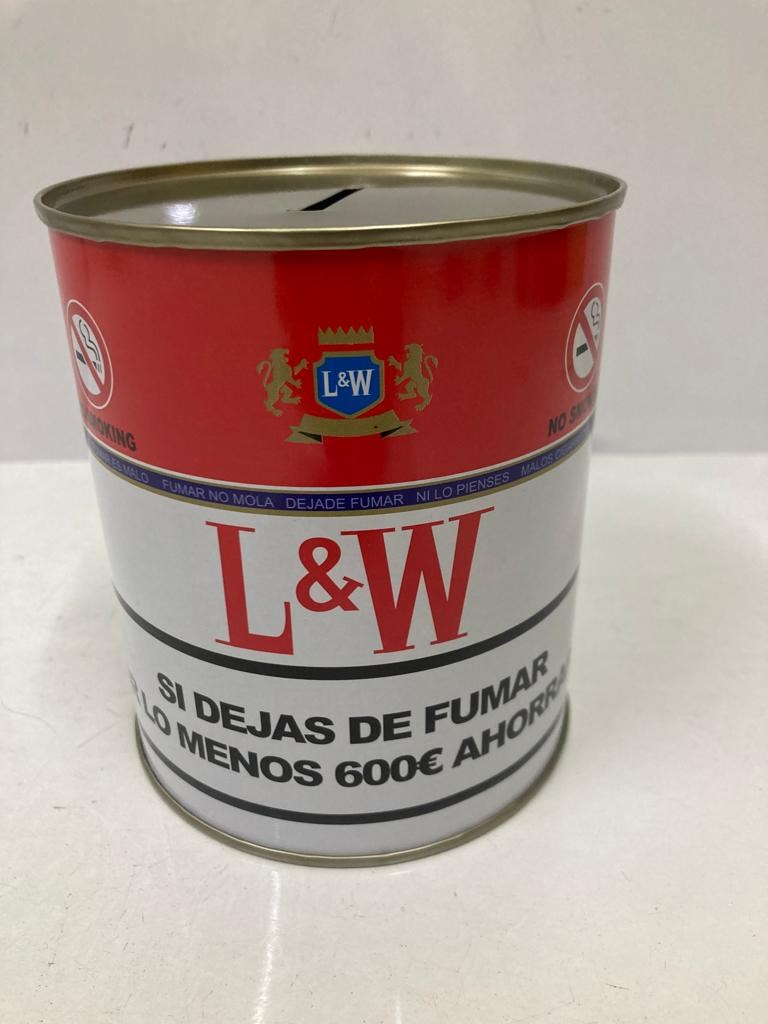 L&W
SMOKING
NO SMOK
ES MALO FUMAR NO MOLA DEJADE FUMAR NI LO PIENSES MALOS
L&W
SI DEJAS DE FUMAR
LO MENOS 600€ AHORRA